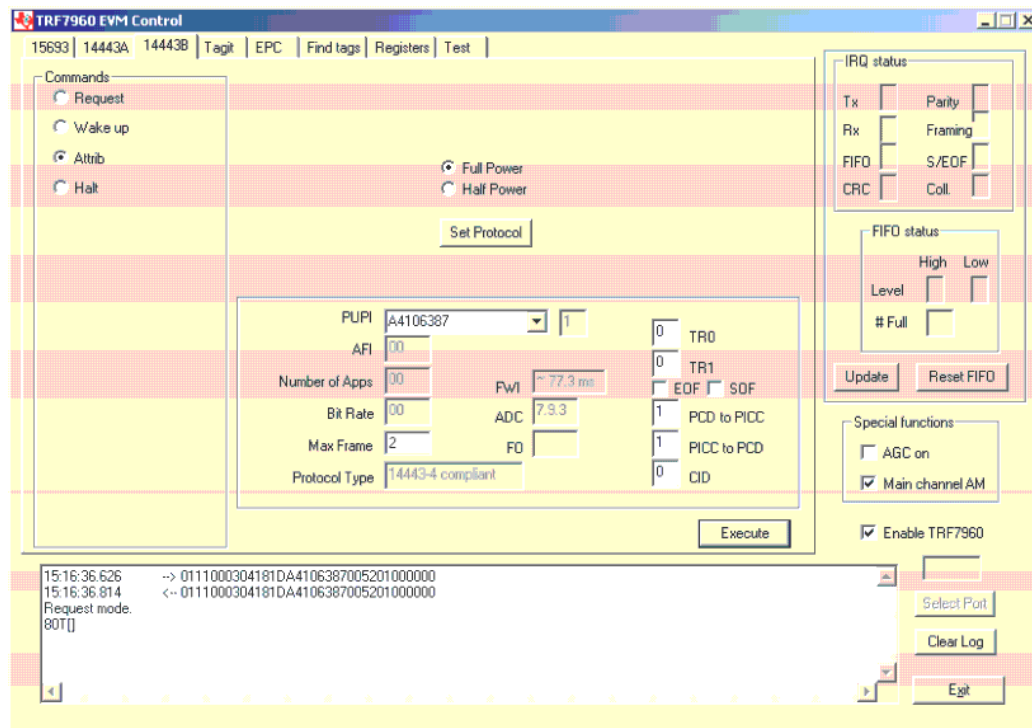 TRF7960 EVM Control
15693 14443A 14443B Tagit EPC Find tags Registers Test
Commands
Request
Wake up
Attrib
Halt
Full Power
Half Power
Set Protocol
PUPI A4106387 1
AFI 00
Number of Apps 00
Bit Rate 00
Max Frame 2
Protocol Type 14443-4 compliant
FWI ~ 77.3 ms
ADC 7.9.3
FO
0 TR0
0 TR1
EOF SOF
1 PCD to PICC
1 PICC to PCD
0 CID
Execute
IRQ status
Tx Parity
Rx Framing
FIFO S/EOF
CRC Coll.
FIFO status
High Low
Level
# Full
Update Reset FIFO
Special functions
AGC on
Main channel AM
Enable TRF7960
Select Port
Clear Log
Exit
15:16:36.626 --> 0111000304181DA4106387005201000000
15:16:36.814 <-- 0111000304181DA4106387005201000000
Request mode.
80T[]